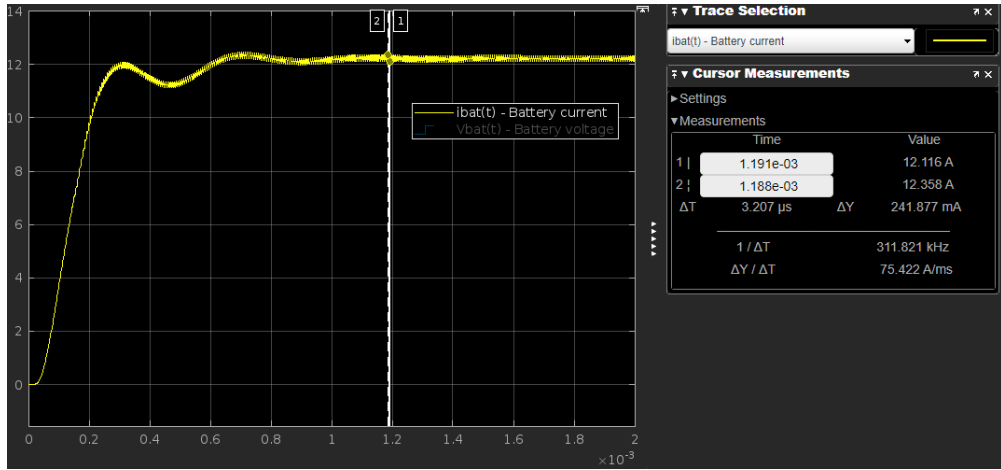 14
12
10
8
6
4
2
0
0
0.2
0.4
0.6
0.8
1
1.2
1.4
1.6
1.8
2
×10⁻³
2 1
ibat(t) - Battery current
Vbat(t) - Battery voltage
Trace Selection
ibat(t) - Battery current
Cursor Measurements
Settings
Measurements
Time Value
1 | 1.191e-03 12.116 A
2 ¦ 1.188e-03 12.358 A
ΔT 3.207 µs ΔY 241.877 mA
1 / ΔT 311.821 kHz
ΔY / ΔT 75.422 A/ms